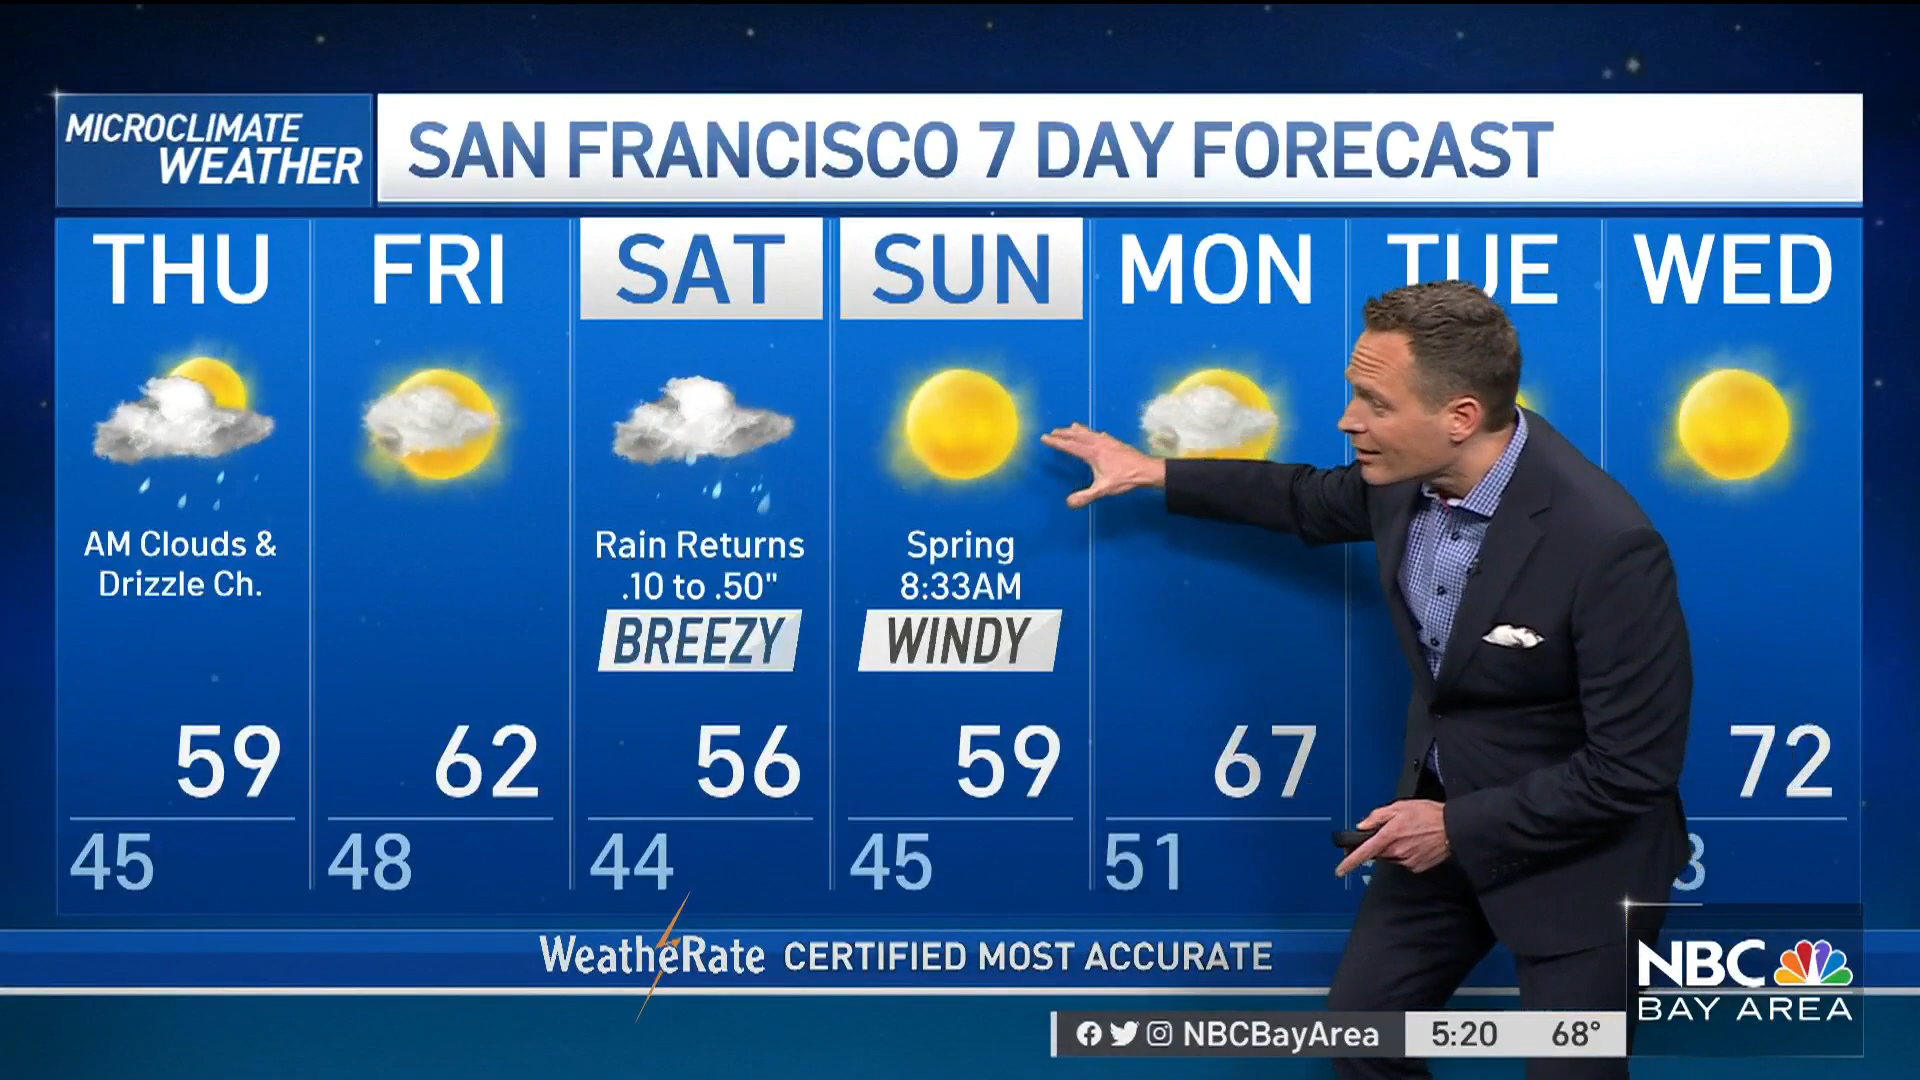 MICROCLIMATE
WEATHER
SAN FRANCISCO 7 DAY FORECAST
THU
FRI
SAT
SUN
MON
TUE
WED
AM Clouds &
Drizzle Ch.
Rain Returns
.10 to .50"
BREEZY
Spring
8:33AM
WINDY
59
62
56
59
67
72
45
48
44
45
51
WeatheRate CERTIFIED MOST ACCURATE
NBC
BAY AREA
NBCBayArea
5:20
68°